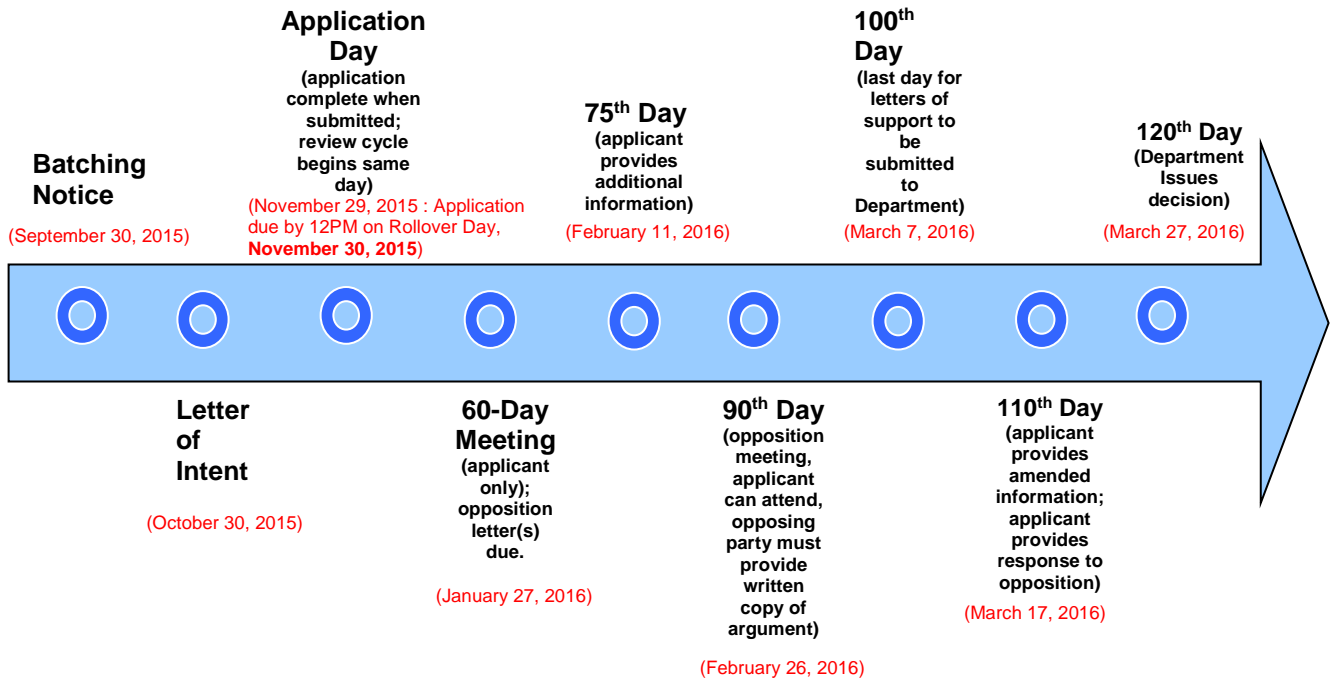 Batching
Notice
(September 30, 2015)
Letter
of
Intent
(October 30, 2015)
Application
Day
(application
complete when
submitted;
review cycle
begins same
day)
(November 29, 2015 : Application
due by 12PM on Rollover Day,
November 30, 2015)
60-Day
Meeting
(applicant
only);
opposition
letter(s)
due.
(January 27, 2016)
75th Day
(applicant
provides
additional
information)
(February 11, 2016)
90th Day
(opposition
meeting,
applicant
can attend,
opposing
party must
provide
written
copy of
argument)
(February 26, 2016)
100th
Day
(last day for
letters of
support to
be
submitted
to
Department)
(March 7, 2016)
110th Day
(applicant
provides
amended
information;
applicant
provides
response to
opposition)
(March 17, 2016)
120th Day
(Department
Issues
decision)
(March 27, 2016)